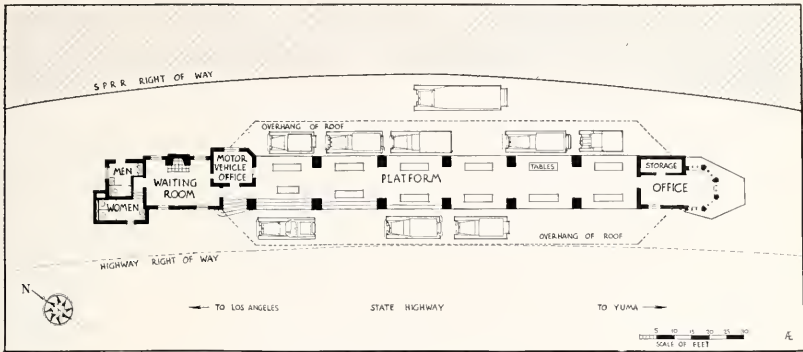 S P R R RIGHT OF WAY
OVERHANG OF ROOF
MEN
WOMEN
WAITING
ROOM
MOTOR
VEHICLE
OFFICE
PLATFORM
TABLES
STORAGE
OFFICE
OVERHANG OF ROOF
HIGHWAY RIGHT OF WAY
N
← TO LOS ANGELES
STATE HIGHWAY
TO YUMA →
5 10 15 20 25 30
SCALE OF FEET